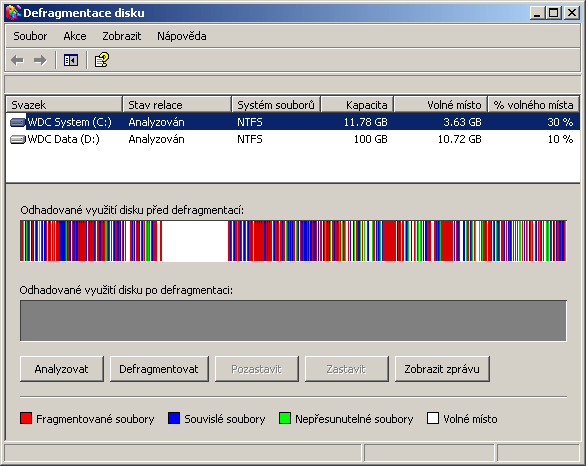 Defragmentace disku
Soubor Akce Zobrazit Nápověda
Svazek Stav relace Systém souborů Kapacita Volné místo % volného místa
WDC System (C:) Analyzován NTFS 11.78 GB 3.63 GB 30 %
WDC Data (D:) Analyzován NTFS 100 GB 10.72 GB 10 %
Odhadované využití disku před defragmentací:
Odhadované využití disku po defragmentaci:
Analyzovat Defragmentovat Pozastavit Zastavit Zobrazit zprávu
Fragmentované soubory Souvislé soubory Nepřesunutelné soubory Volné místo